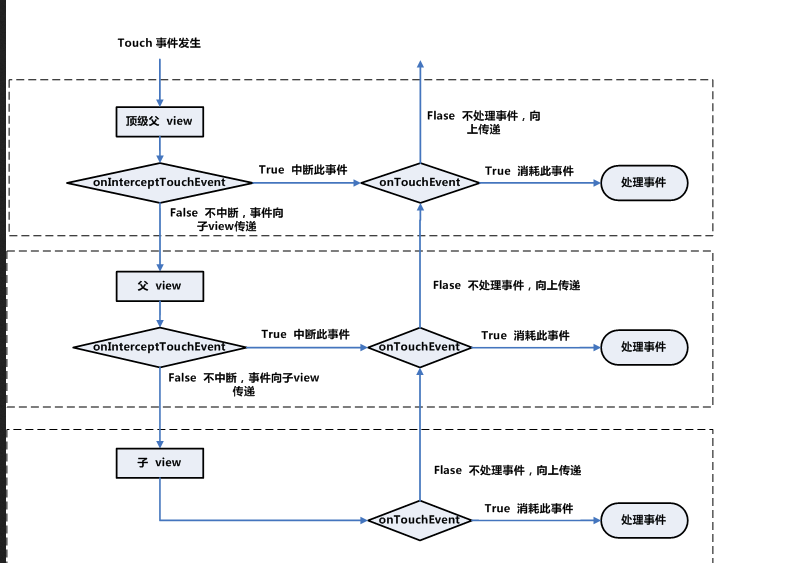 Touch 事件发生
顶级父 view
Flase 不处理事件，向
上传递
onInterceptTouchEvent
True 中断此事件
onTouchEvent
True 消耗此事件
处理事件
False 不中断，事件向
子view传递
父 view
Flase 不处理事件，向上传递
onInterceptTouchEvent
True 中断此事件
onTouchEvent
True 消耗此事件
处理事件
False 不中断，事件向子view
传递
子 view
Flase 不处理事件，向上传递
onTouchEvent
True 消耗此事件
处理事件